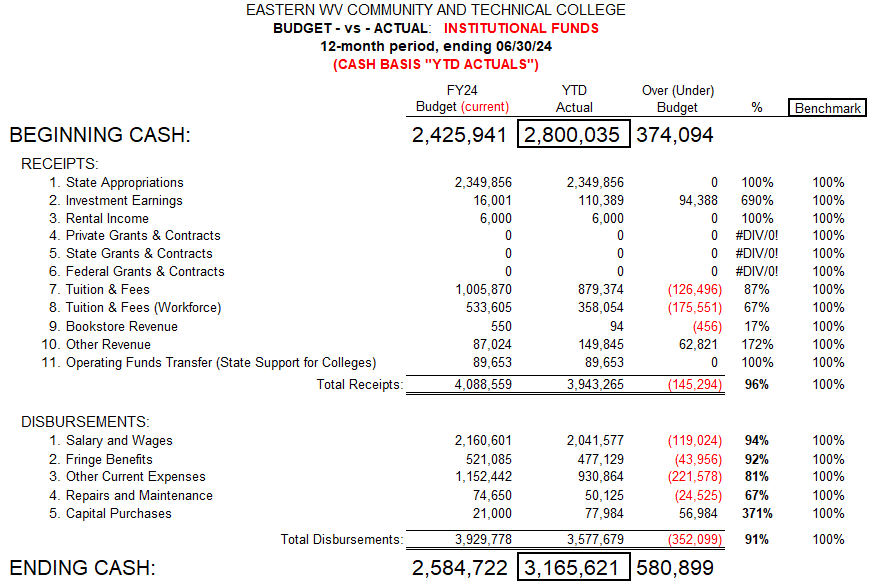 EASTERN WV COMMUNITY AND TECHNICAL COLLEGE
BUDGET - vs - ACTUAL: INSTITUTIONAL FUNDS
12-month period, ending 06/30/24
(CASH BASIS "YTD ACTUALS")
FY24 YTD Over (Under)
Budget (current) Actual Budget % Benchmark
BEGINNING CASH: 2,425,941 2,800,035 374,094
RECEIPTS:
1. State Appropriations 2,349,856 2,349,856 0 100% 100%
2. Investment Earnings 16,001 110,389 94,388 690% 100%
3. Rental Income 6,000 6,000 0 100% 100%
4. Private Grants & Contracts 0 0 0 #DIV/0! 100%
5. State Grants & Contracts 0 0 0 #DIV/0! 100%
6. Federal Grants & Contracts 0 0 0 #DIV/0! 100%
7. Tuition & Fees 1,005,870 879,374 (126,496) 87% 100%
8. Tuition & Fees (Workforce) 533,605 358,054 (175,551) 67% 100%
9. Bookstore Revenue 550 94 (456) 17% 100%
10. Other Revenue 87,024 149,845 62,821 172% 100%
11. Operating Funds Transfer (State Support for Colleges) 89,653 89,653 0 100% 100%
Total Receipts: 4,088,559 3,943,265 (145,294) 96% 100%
DISBURSEMENTS:
1. Salary and Wages 2,160,601 2,041,577 (119,024) 94% 100%
2. Fringe Benefits 521,085 477,129 (43,956) 92% 100%
3. Other Current Expenses 1,152,442 930,864 (221,578) 81% 100%
4. Repairs and Maintenance 74,650 50,125 (24,525) 67% 100%
5. Capital Purchases 21,000 77,984 56,984 371% 100%
Total Disbursements: 3,929,778 3,577,679 (352,099) 91% 100%
ENDING CASH: 2,584,722 3,165,621 580,899